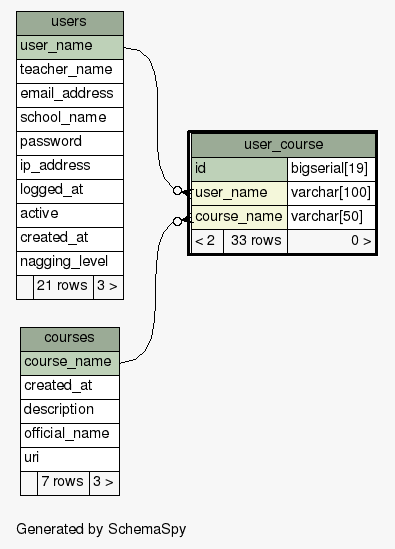 users
user_name
teacher_name
email_address
school_name
password
ip_address
logged_at
active
created_at
nagging_level
21 rows 3 >
user_course
id bigserial[19]
user_name varchar[100]
course_name varchar[50]
< 2 33 rows 0 >
courses
course_name
created_at
description
official_name
uri
7 rows 3 >
Generated by SchemaSpy